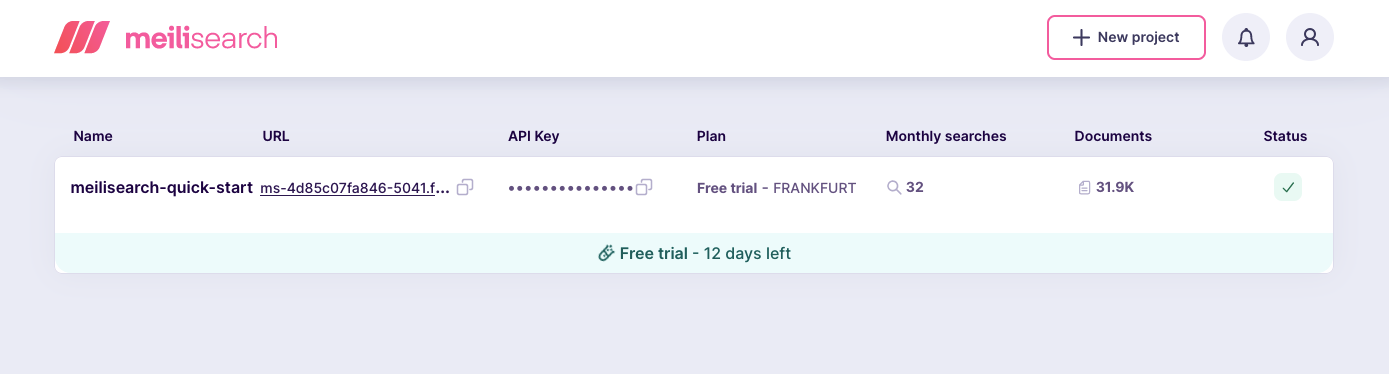 meilisearch
New project
Name URL API Key Plan Monthly searches Documents Status
meilisearch-quick-start ms-4d85c07fa846-5041.f... ••••••••••••••• Free trial - FRANKFURT 32 31.9K
Free trial - 12 days left